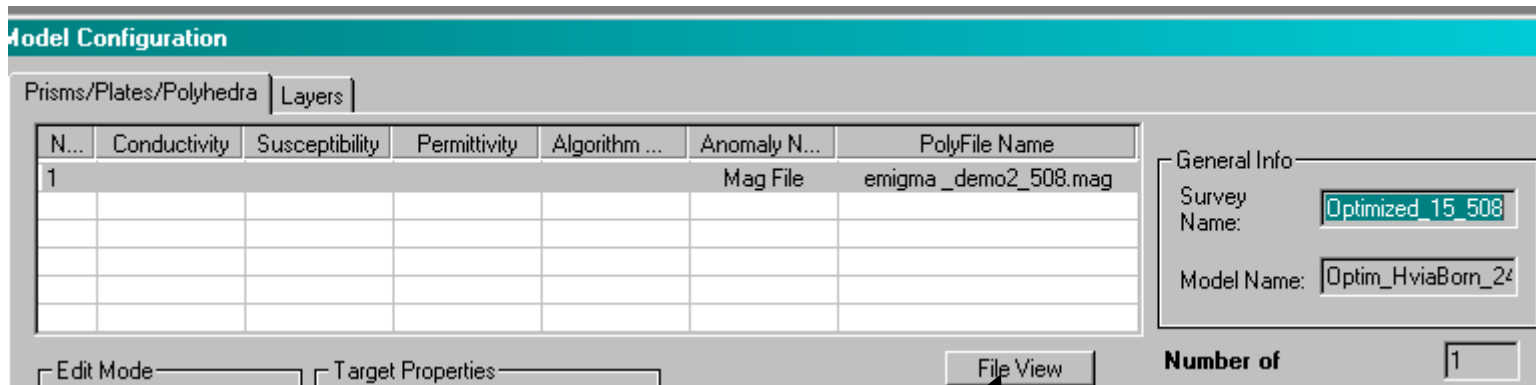 Model Configuration
Prisms/Plates/Polyhedra Layers
N... Conductivity Susceptibility Permittivity Algorithm ... Anomaly N... PolyFile Name
1 Mag File emigma _demo2_508.mag
General Info
Survey Name: Optimized_15_508
Model Name: Optim_HviaBorn_24
Edit Mode Target Properties File View Number of 1